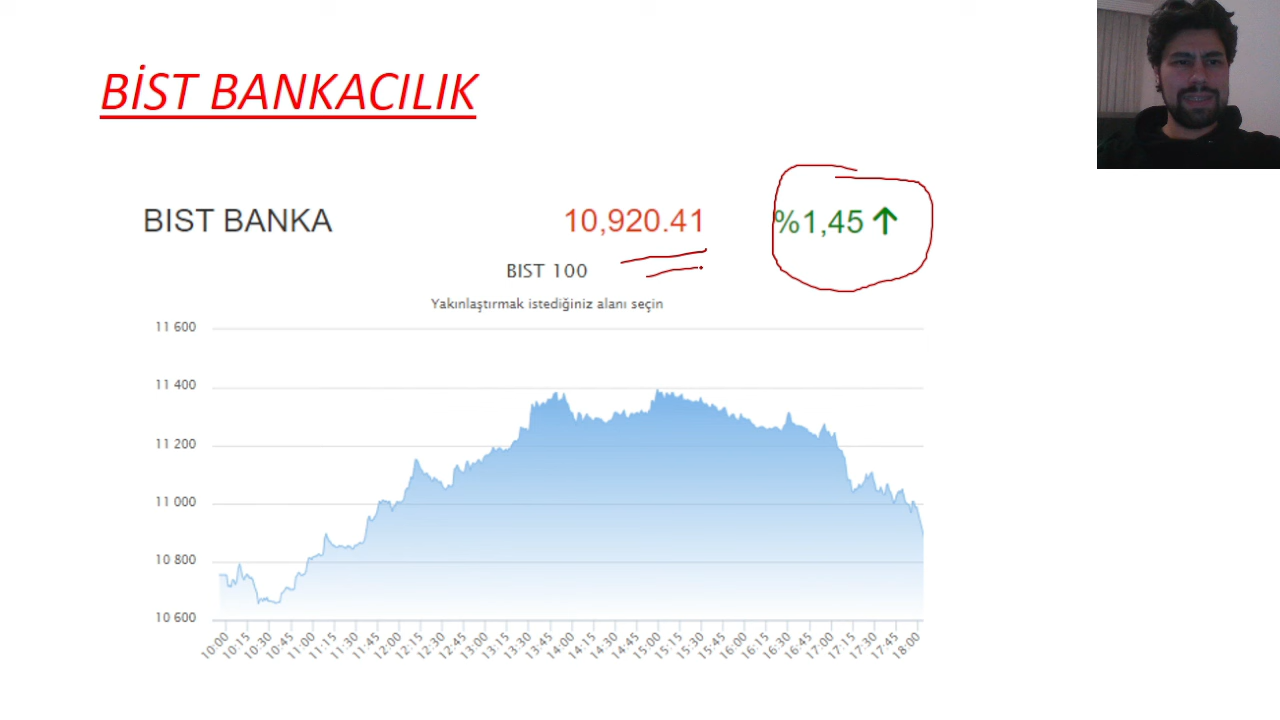 BİST BANKACILIK
BIST BANKA 10,920.41 %1,45
BIST 100
Yakınlaştırmak istediğiniz alanı seçin
11 600
11 400
11 200
11 000
10 800
10 600
10:00 10:15 10:30 10:45 11:00 11:15 11:30 11:45 12:00 12:15 12:30 12:45 13:00 13:15 13:30 13:45 14:00 14:15 14:30 14:45 15:00 15:15 15:30 15:45 16:00 16:15 16:30 16:45 17:00 17:15 17:30 17:45 18:00